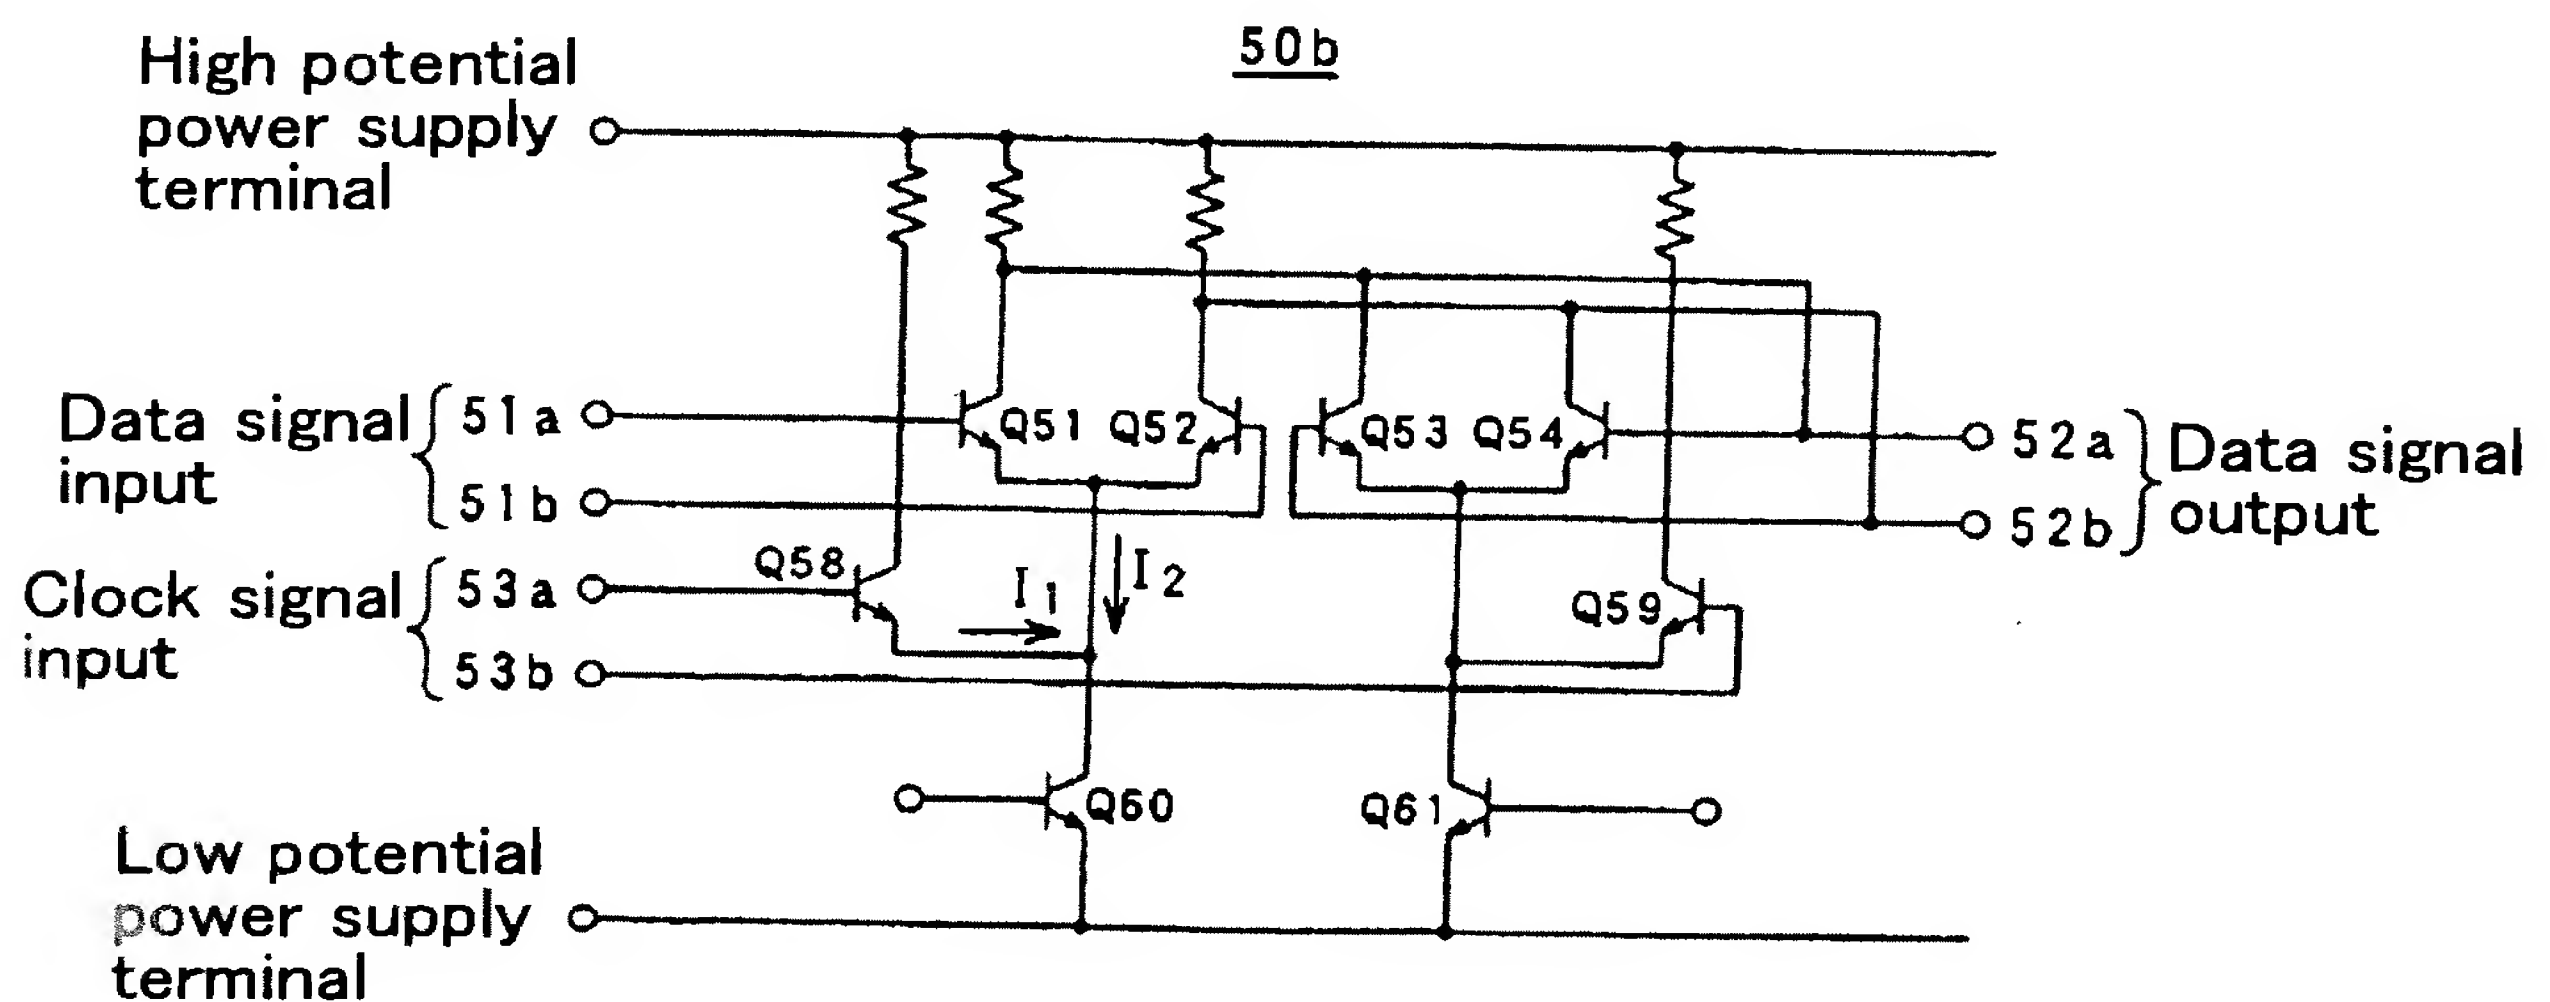 50b
High potential
power supply
terminal
Data signal
input
51a
51b
Q51
Q52
Q53
Q54
52a
52b
Data signal
output
Clock signal
input
53a
53b
Q58
I1
I2
Q59
Q60
Q61
Low potential
power supply
terminal